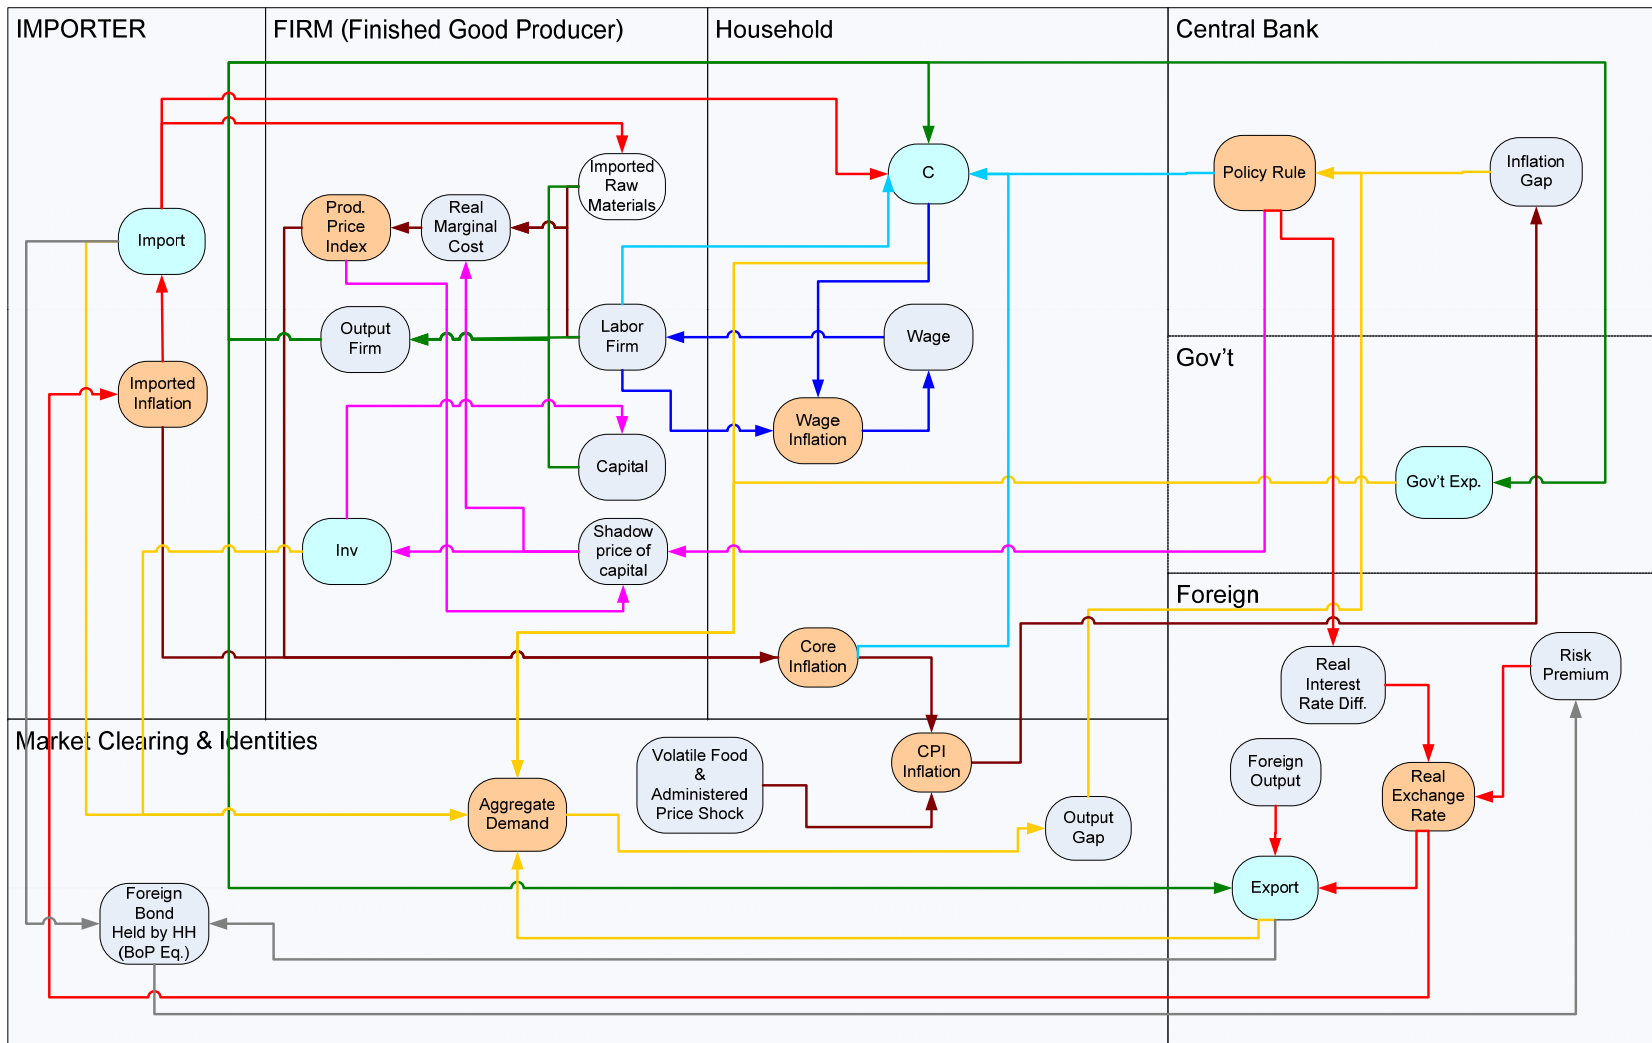 IMPORTER
FIRM (Finished Good Producer)
Household
Central Bank
Imported
Raw
Materials
C
Policy Rule
Inflation
Gap
Prod.
Price
Index
Real
Marginal
Cost
Import
Output
Firm
Labor
Firm
Wage
Gov't
Imported
Inflation
Wage
Inflation
Capital
Gov't Exp.
Inv
Shadow
price of
capital
Foreign
Core
Inflation
Real
Interest
Rate Diff.
Risk
Premium
Market Clearing & Identities
Volatile Food
&
Administered
Price Shock
CPI
Inflation
Foreign
Output
Real
Exchange
Rate
Aggregate
Demand
Output
Gap
Export
Foreign
Bond
Held by HH
(BoP Eq.)